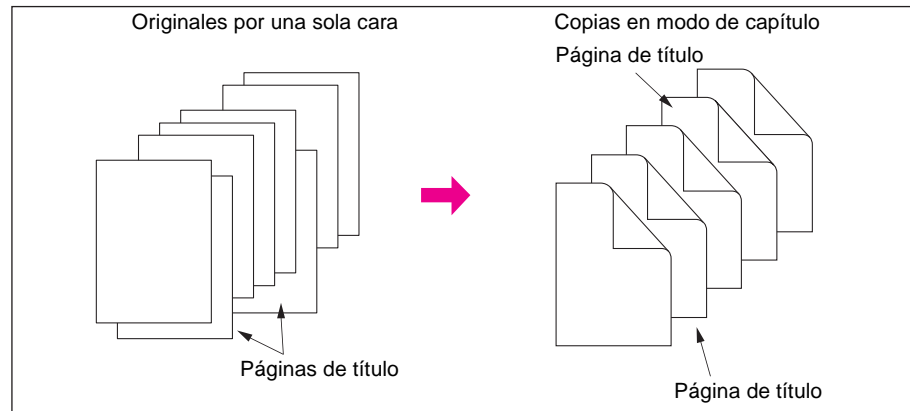 Originales por una sola cara
Copias en modo de capítulo
Página de título
Páginas de título
Página de título